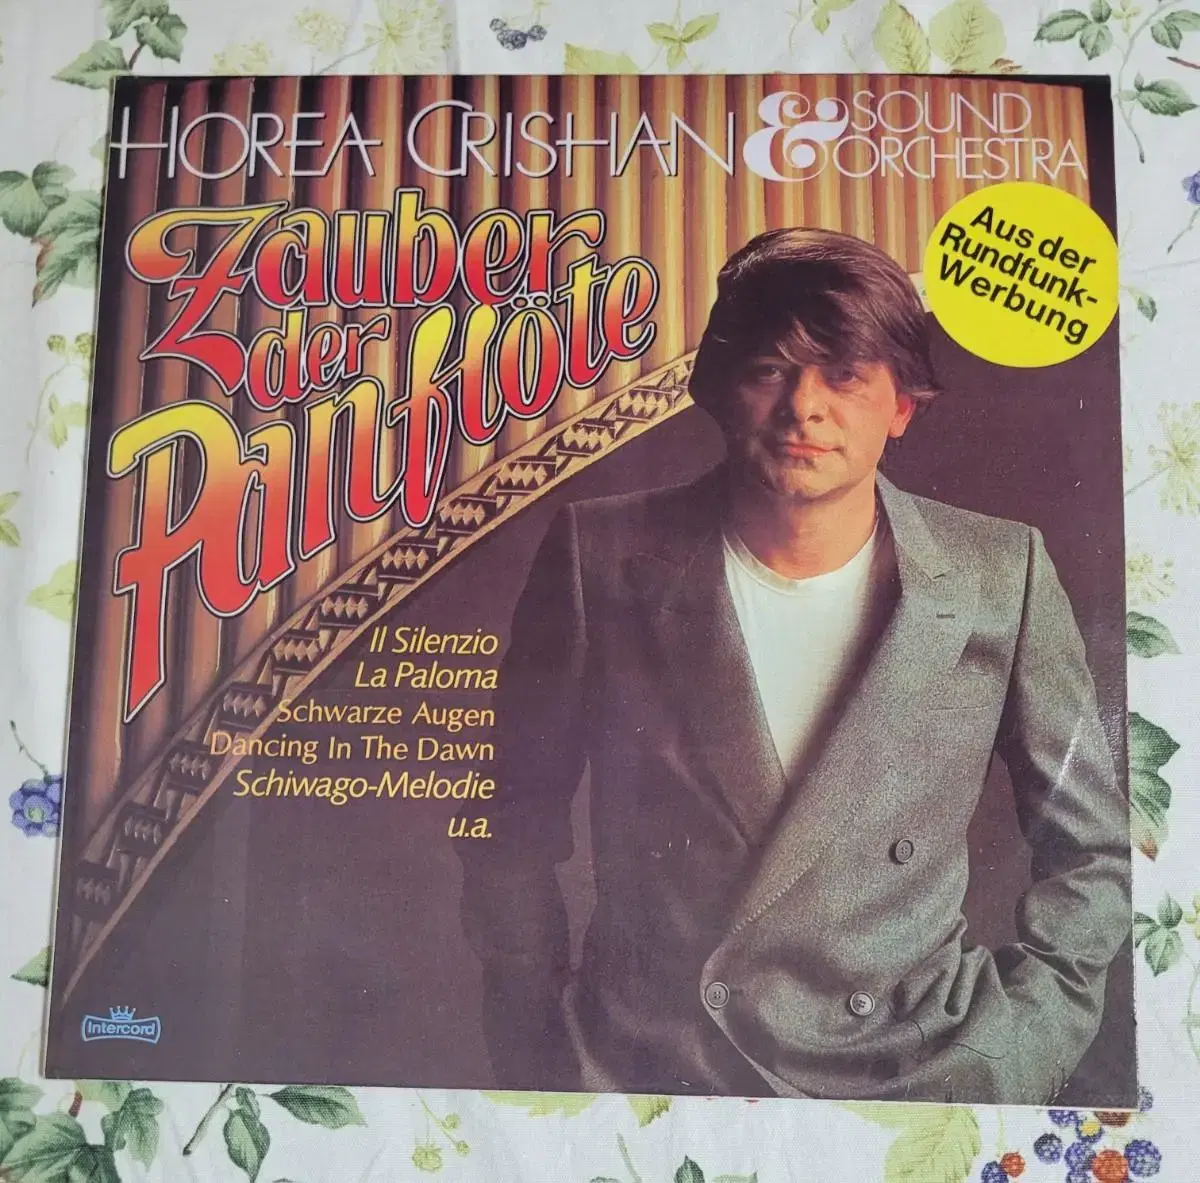 HOREA CRISHAN & SOUND ORCHESTRA
Aus der
Rundfunk-
Werbung
Zauber
der
Panflöte
Il Silenzio
La Paloma
Schwarze Augen
Dancing In The Dawn
Schiwago-Melodie
u.a.
Intercord